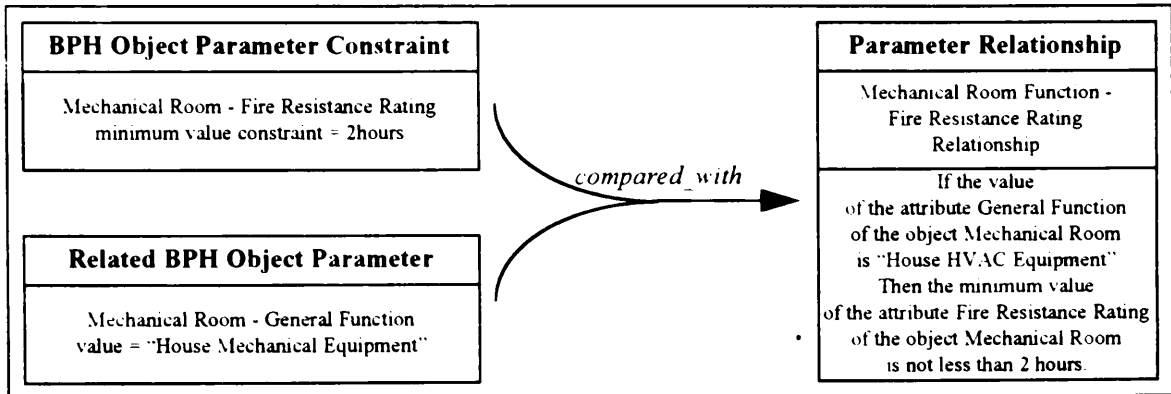 BPH Object Parameter Constraint
Mechanical Room - Fire Resistance Rating
minimum value constraint = 2hours
Related BPH Object Parameter
Mechanical Room - General Function
value = "House Mechanical Equipment"
compared_with
Parameter Relationship
Mechanical Room Function -
Fire Resistance Rating
Relationship
If the value
of the attribute General Function
of the object Mechanical Room
is "House HVAC Equipment"
Then the minimum value
of the attribute Fire Resistance Rating
of the object Mechanical Room
is not less than 2 hours.